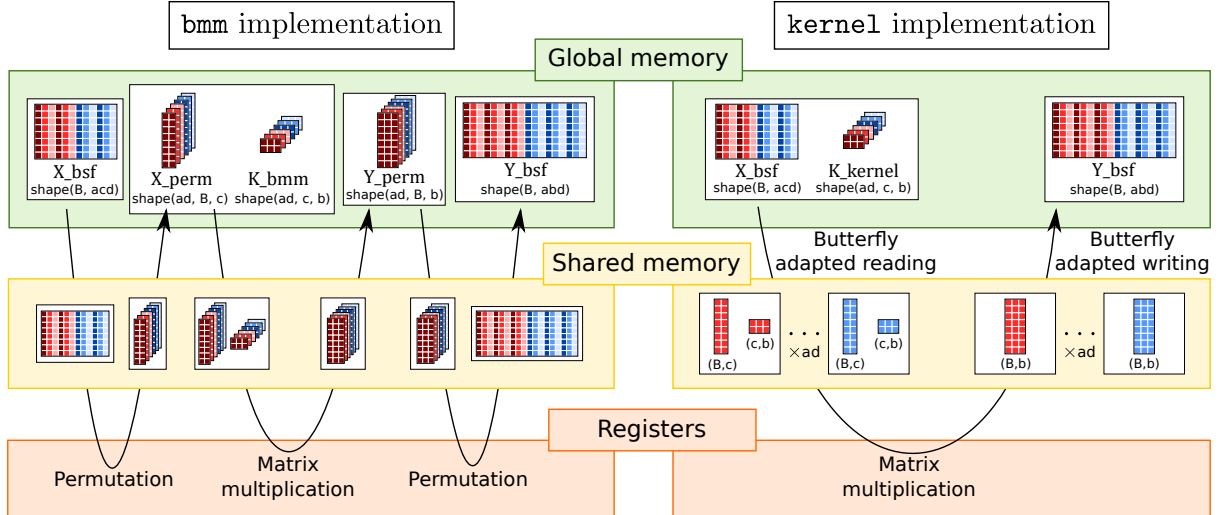 bmm implementation
kernel implementation
Global memory
X_bsf
shape(B, acd)
X_perm
shape(ad, B, c)
K_bmm
shape(ad, c, b)
Y_perm
shape(ad, B, b)
Y_bsf
shape(B, abd)
X_bsf
shape(B, acd)
K_kernel
shape(ad, c, b)
Y_bsf
shape(B, abd)
Butterfly
adapted reading
Butterfly
adapted writing
Shared memory
(B,c)
(c,b)
. . .
×ad
(B,c)
(c,b)
(B,b)
. . .
×ad
(B,b)
Registers
Permutation
Matrix
multiplication
Permutation
Matrix
multiplication